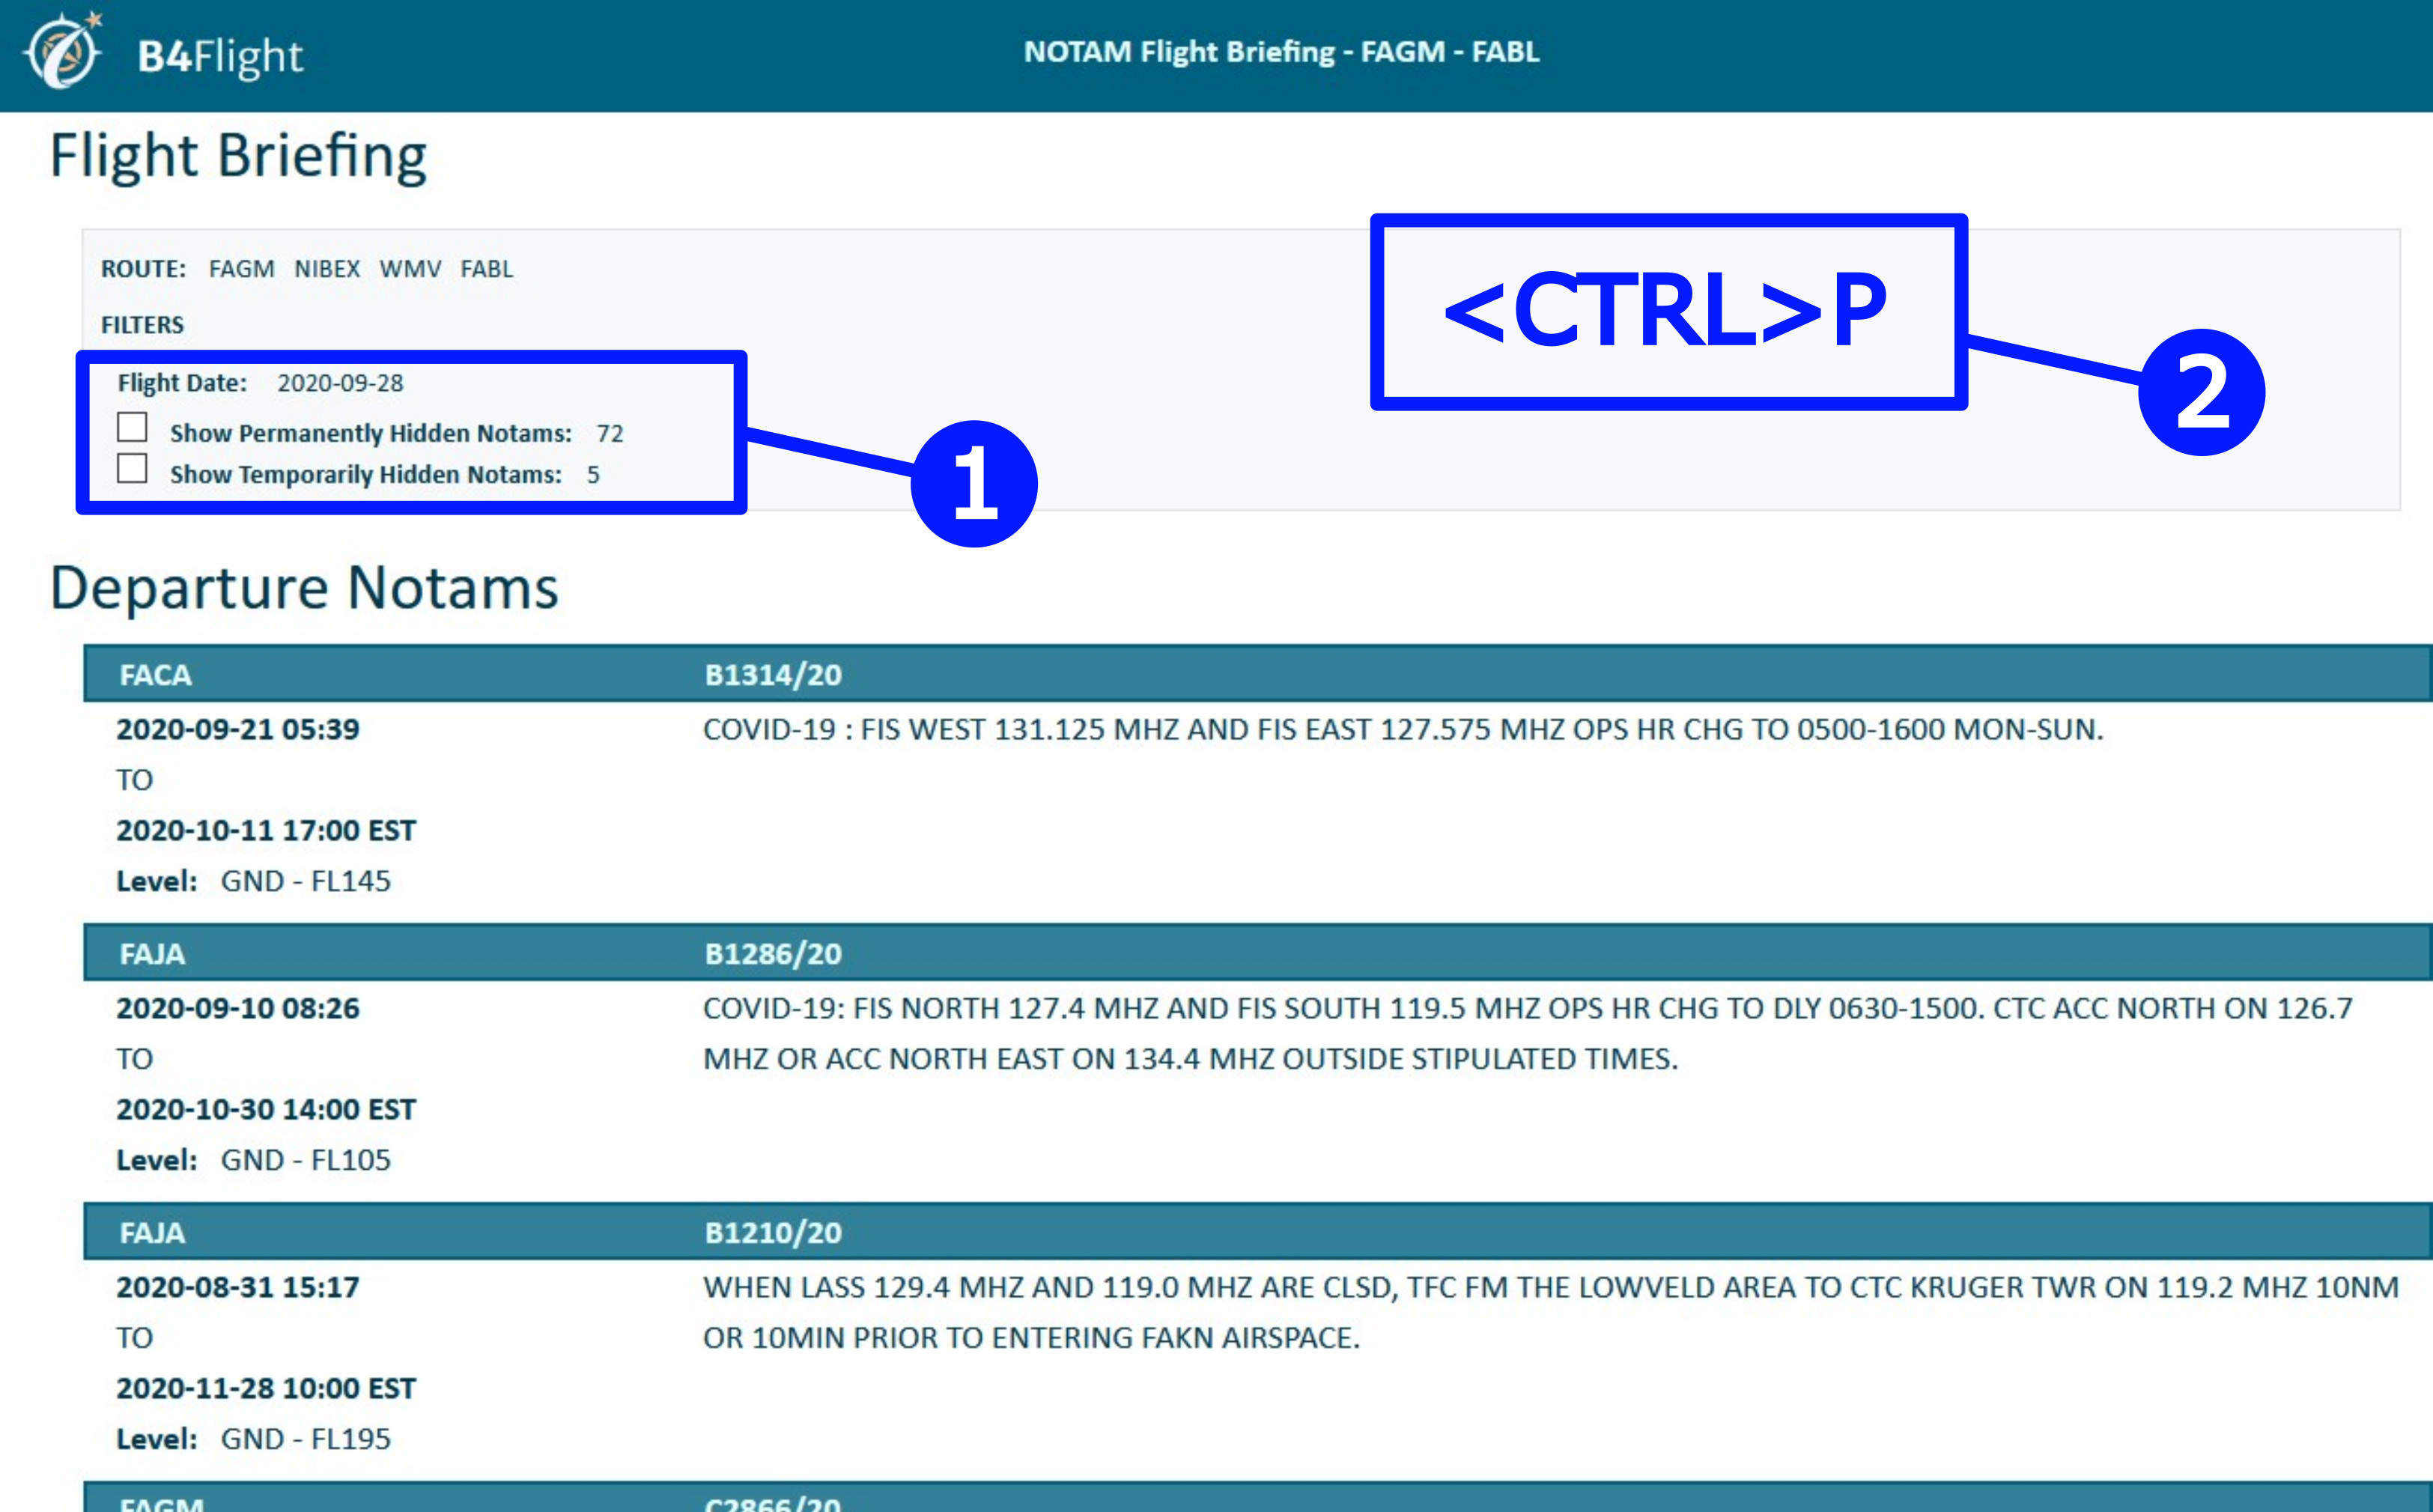 B4Flight
NOTAM Flight Briefing - FAGM - FABL
Flight Briefing
ROUTE: FAGM NIBEX WMV FABL
FILTERS
Flight Date: 2020-09-28
Show Permanently Hidden Notams: 72
Show Temporarily Hidden Notams: 5
1
<CTRL>P
2
Departure Notams
FACA B1314/20
2020-09-21 05:39 COVID-19 : FIS WEST 131.125 MHZ AND FIS EAST 127.575 MHZ OPS HR CHG TO 0500-1600 MON-SUN.
TO
2020-10-11 17:00 EST
Level: GND - FL145
FAJA B1286/20
2020-09-10 08:26 COVID-19: FIS NORTH 127.4 MHZ AND FIS SOUTH 119.5 MHZ OPS HR CHG TO DLY 0630-1500. CTC ACC NORTH ON 126.7
TO MHZ OR ACC NORTH EAST ON 134.4 MHZ OUTSIDE STIPULATED TIMES.
2020-10-30 14:00 EST
Level: GND - FL105
FAJA B1210/20
2020-08-31 15:17 WHEN LASS 129.4 MHZ AND 119.0 MHZ ARE CLSD, TFC FM THE LOWVELD AREA TO CTC KRUGER TWR ON 119.2 MHZ 10NM
TO OR 10MIN PRIOR TO ENTERING FAKN AIRSPACE.
2020-11-28 10:00 EST
Level: GND - FL195
FAGM C2866/20